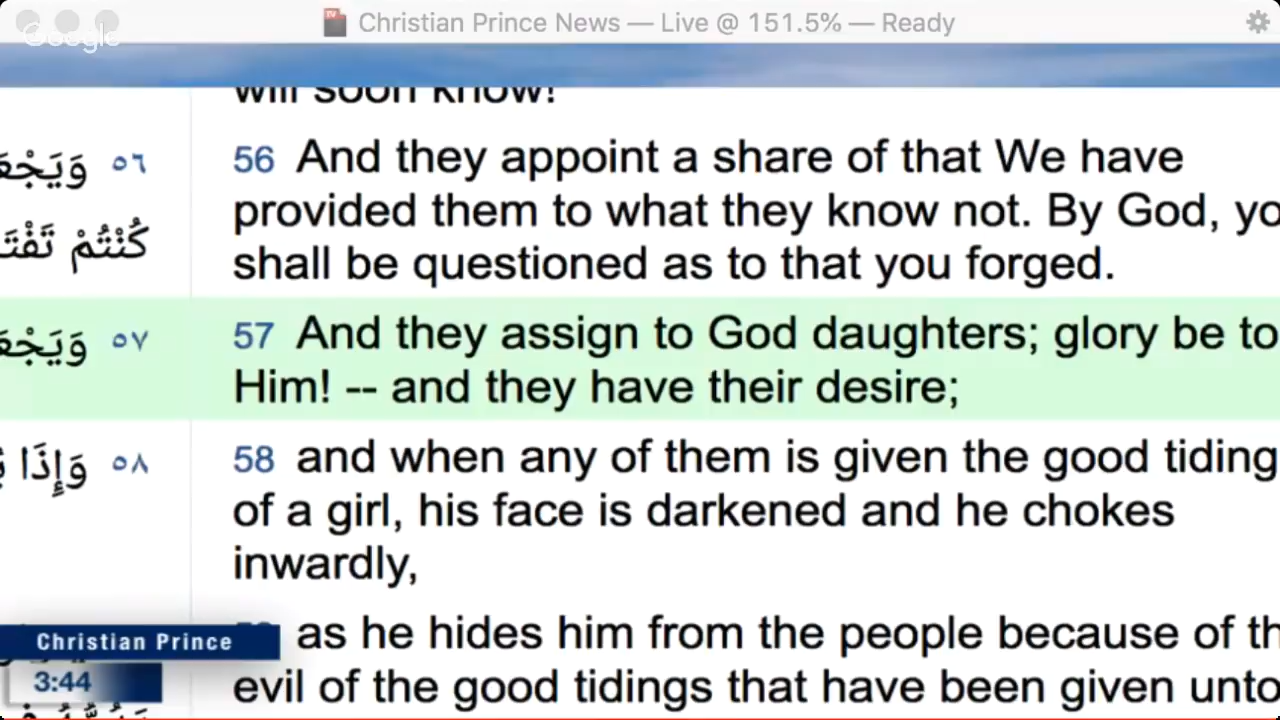 Google
Christian Prince News — Live @ 151.5% — Ready
will soon know!
٥٦
56 And they appoint a share of that We have
provided them to what they know not. By God,
كُنْتُمْ
shall be questioned as to that you forged.
٥٧
57 And they assign to God daughters; glory be to
Him! -- and they have their desire;
وَإِذَا ٥٨
58 and when any of them is given the good
of a girl, his face is darkened and he chokes
inwardly,
as he hides him from the people because of
evil of the good tidings that have been given unto
Christian Prince
3:44